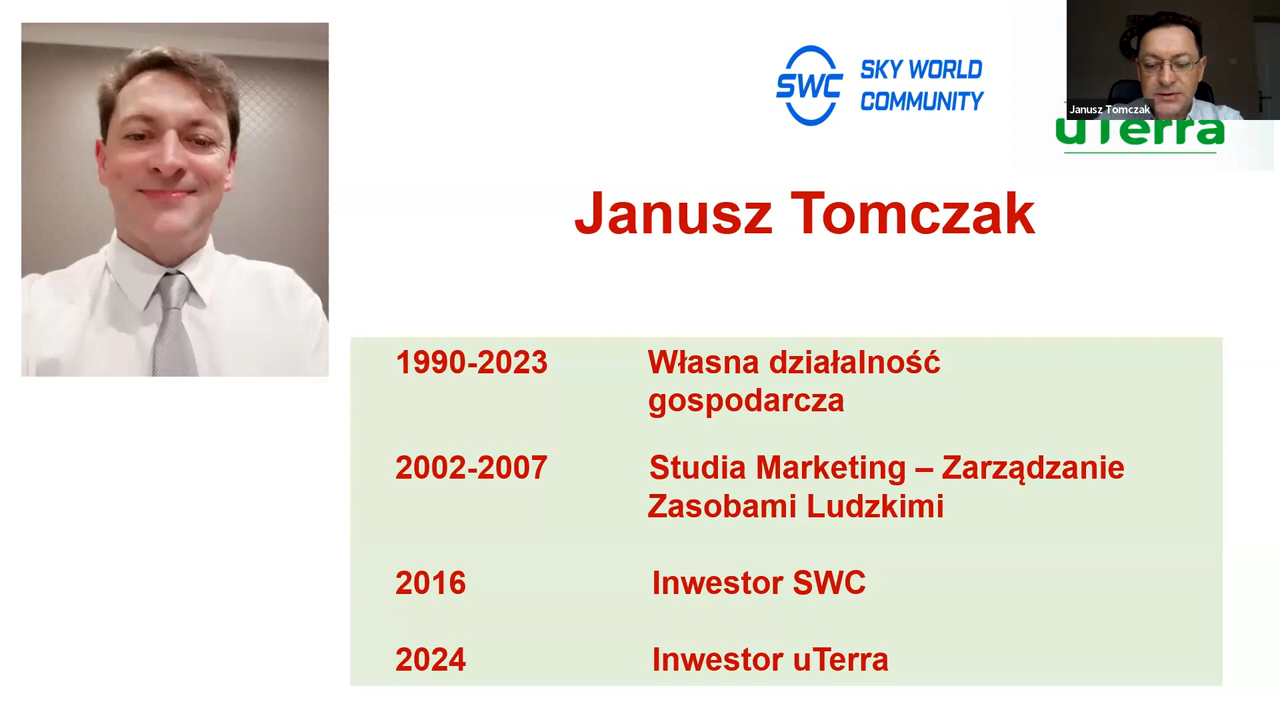 SWC
SKY WORLD
COMMUNITY
Janusz Tomczak
uTerra
Janusz Tomczak
1990-2023 Własna działalność
gospodarcza
2002-2007 Studia Marketing – Zarządzanie
Zasobami Ludzkimi
2016 Inwestor SWC
2024 Inwestor uTerra